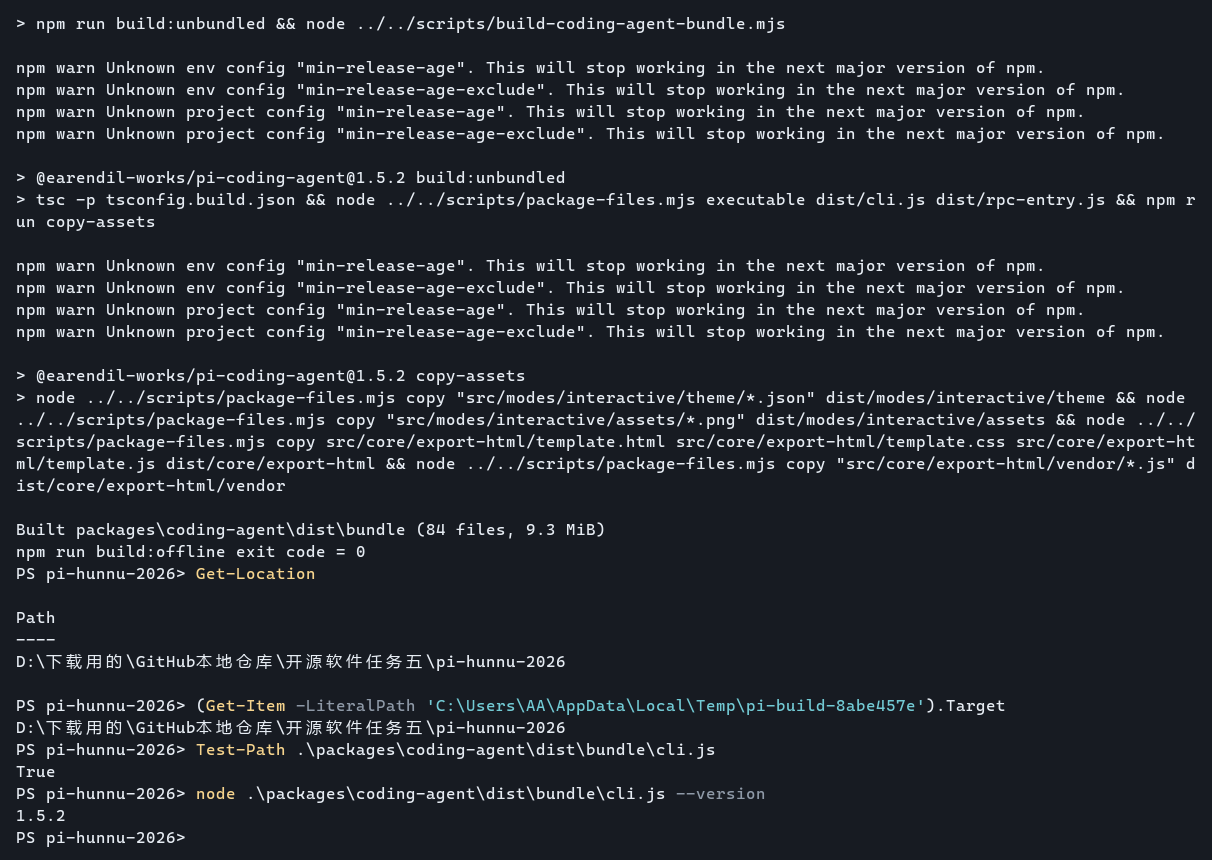 > npm run build:unbundled && node ../../scripts/build-coding-agent-bundle.mjs
npm warn Unknown env config "min-release-age". This will stop working in the next major version of npm.
npm warn Unknown env config "min-release-age-exclude". This will stop working in the next major version of npm.
npm warn Unknown project config "min-release-age". This will stop working in the next major version of npm.
npm warn Unknown project config "min-release-age-exclude". This will stop working in the next major version of npm.
> @earendil-works/pi-coding-agent@1.5.2 build:unbundled
> tsc -p tsconfig.build.json && node ../../scripts/package-files.mjs executable dist/cli.js dist/rpc-entry.js && npm r
un copy-assets
npm warn Unknown env config "min-release-age". This will stop working in the next major version of npm.
npm warn Unknown env config "min-release-age-exclude". This will stop working in the next major version of npm.
npm warn Unknown project config "min-release-age". This will stop working in the next major version of npm.
npm warn Unknown project config "min-release-age-exclude". This will stop working in the next major version of npm.
> @earendil-works/pi-coding-agent@1.5.2 copy-assets
> node ../../scripts/package-files.mjs copy "src/modes/interactive/theme/*.json" dist/modes/interactive/theme && node
../../scripts/package-files.mjs copy "src/modes/interactive/assets/*.png" dist/modes/interactive/assets && node ../../
scripts/package-files.mjs copy src/core/export-html/template.html src/core/export-html/template.css src/core/export-ht
ml/template.js dist/core/export-html && node ../../scripts/package-files.mjs copy "src/core/export-html/vendor/*.js" d
ist/core/export-html/vendor
Built packages\coding-agent\dist\bundle (84 files, 9.3 MiB)
npm run build:offline exit code = 0
PS pi-hunnu-2026> Get-Location
Path
----
D:\下载用的\GitHub本地仓库\开源软件任务五\pi-hunnu-2026
PS pi-hunnu-2026> (Get-Item -LiteralPath 'C:\Users\AA\AppData\Local\Temp\pi-build-8abe457e').Target
D:\下载用的\GitHub本地仓库\开源软件任务五\pi-hunnu-2026
PS pi-hunnu-2026> Test-Path .\packages\coding-agent\dist\bundle\cli.js
True
PS pi-hunnu-2026> node .\packages\coding-agent\dist\bundle\cli.js --version
1.5.2
PS pi-hunnu-2026>